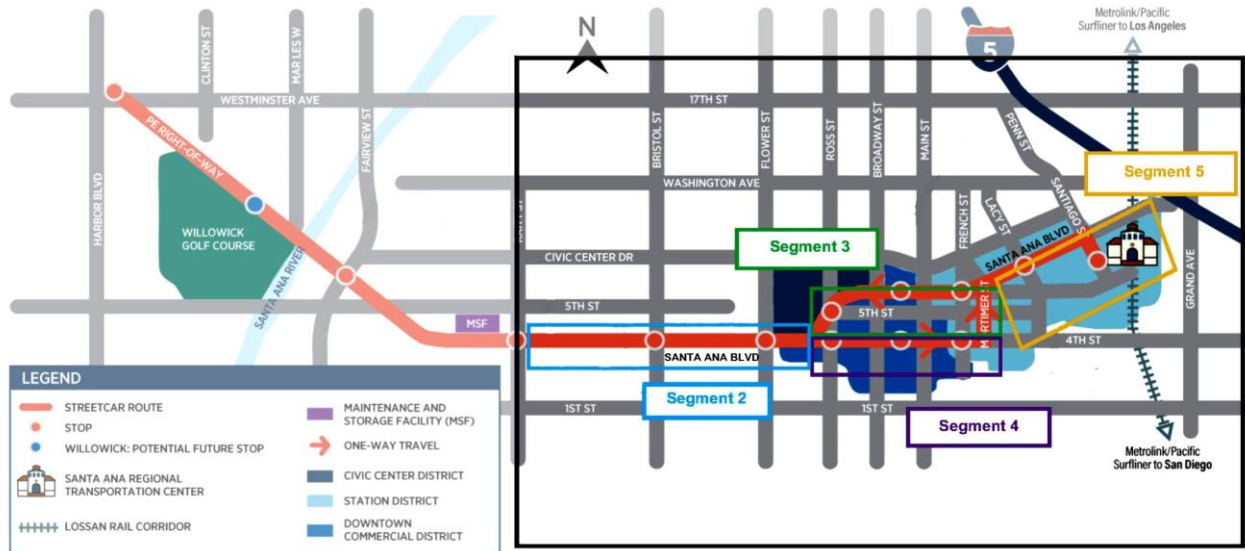 Metrolink/Pacific
Surfliner to Los Angeles
N
5
CLINTON ST
MAR LES W
FAIRVIEW ST
HARBOR BLVD
WESTMINSTER AVE
17TH ST
PE RIGHT-OF-WAY
BRISTOL ST
FLOWER ST
ROSS ST
BROADWAY ST
MAIN ST
PENN ST
WASHINGTON AVE
Segment 5
SANTIAGO ST
FRENCH ST
LACY ST
WILLOWICK
GOLF COURSE
SANTA ANA RIVER
Segment 3
CIVIC CENTER DR
SANTA ANA BLVD
GRAND AVE
5TH ST
5TH ST
MORTIMER ST
MSF
4TH ST
SANTA ANA BLVD
Segment 2
1ST ST
1ST ST
Segment 4
Metrolink/Pacific
Surfliner to San Diego
LEGEND
STREETCAR ROUTE
STOP
WILLOWICK: POTENTIAL FUTURE STOP
SANTA ANA REGIONAL
TRANSPORTATION CENTER
LOSSAN RAIL CORRIDOR
MAINTENANCE AND
STORAGE FACILITY (MSF)
ONE-WAY TRAVEL
CIVIC CENTER DISTRICT
STATION DISTRICT
DOWNTOWN
COMMERCIAL DISTRICT